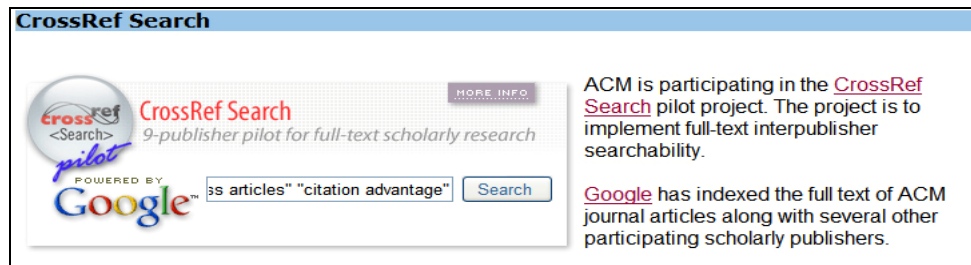 CrossRef Search
crossref
<Search>
pilot
CrossRef Search
MORE INFO
9-publisher pilot for full-text scholarly research
POWERED BY
Google™
ss articles" "citation advantage"
Search
ACM is participating in the CrossRef
Search pilot project. The project is to
implement full-text interpublisher
searchability.
Google has indexed the full text of ACM
journal articles along with several other
participating scholarly publishers.